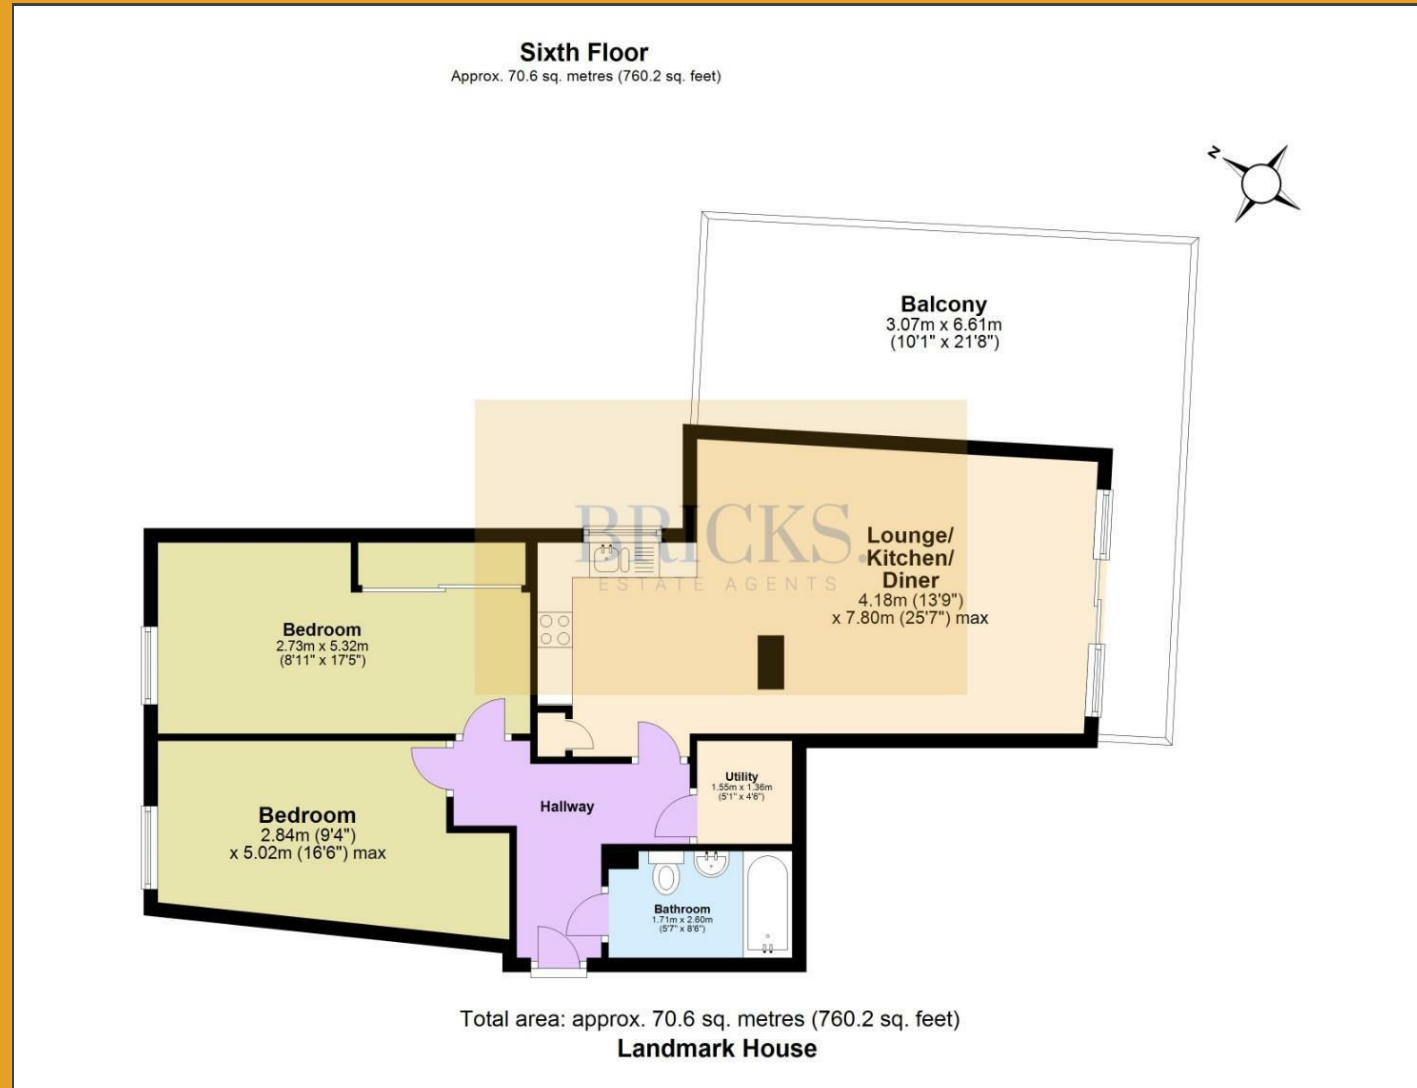 Sixth Floor
Approx. 70.6 sq. metres (760.2 sq. feet)
N
Balcony
3.07m x 6.61m
(10'1" x 21'8")
BRICKS.
ESTATE AGENTS
Lounge/
Kitchen/
Diner
4.18m (13'9")
x 7.80m (25'7") max
Bedroom
2.73m x 5.32m
(8'11" x 17'5")
Bedroom
2.84m (9'4")
x 5.02m (16'6") max
Hallway
Utility
1.55m x 1.36m
(5'1" x 4'6")
Bathroom
1.71m x 2.60m
(5'7" x 8'6")
Total area: approx. 70.6 sq. metres (760.2 sq. feet)
Landmark House